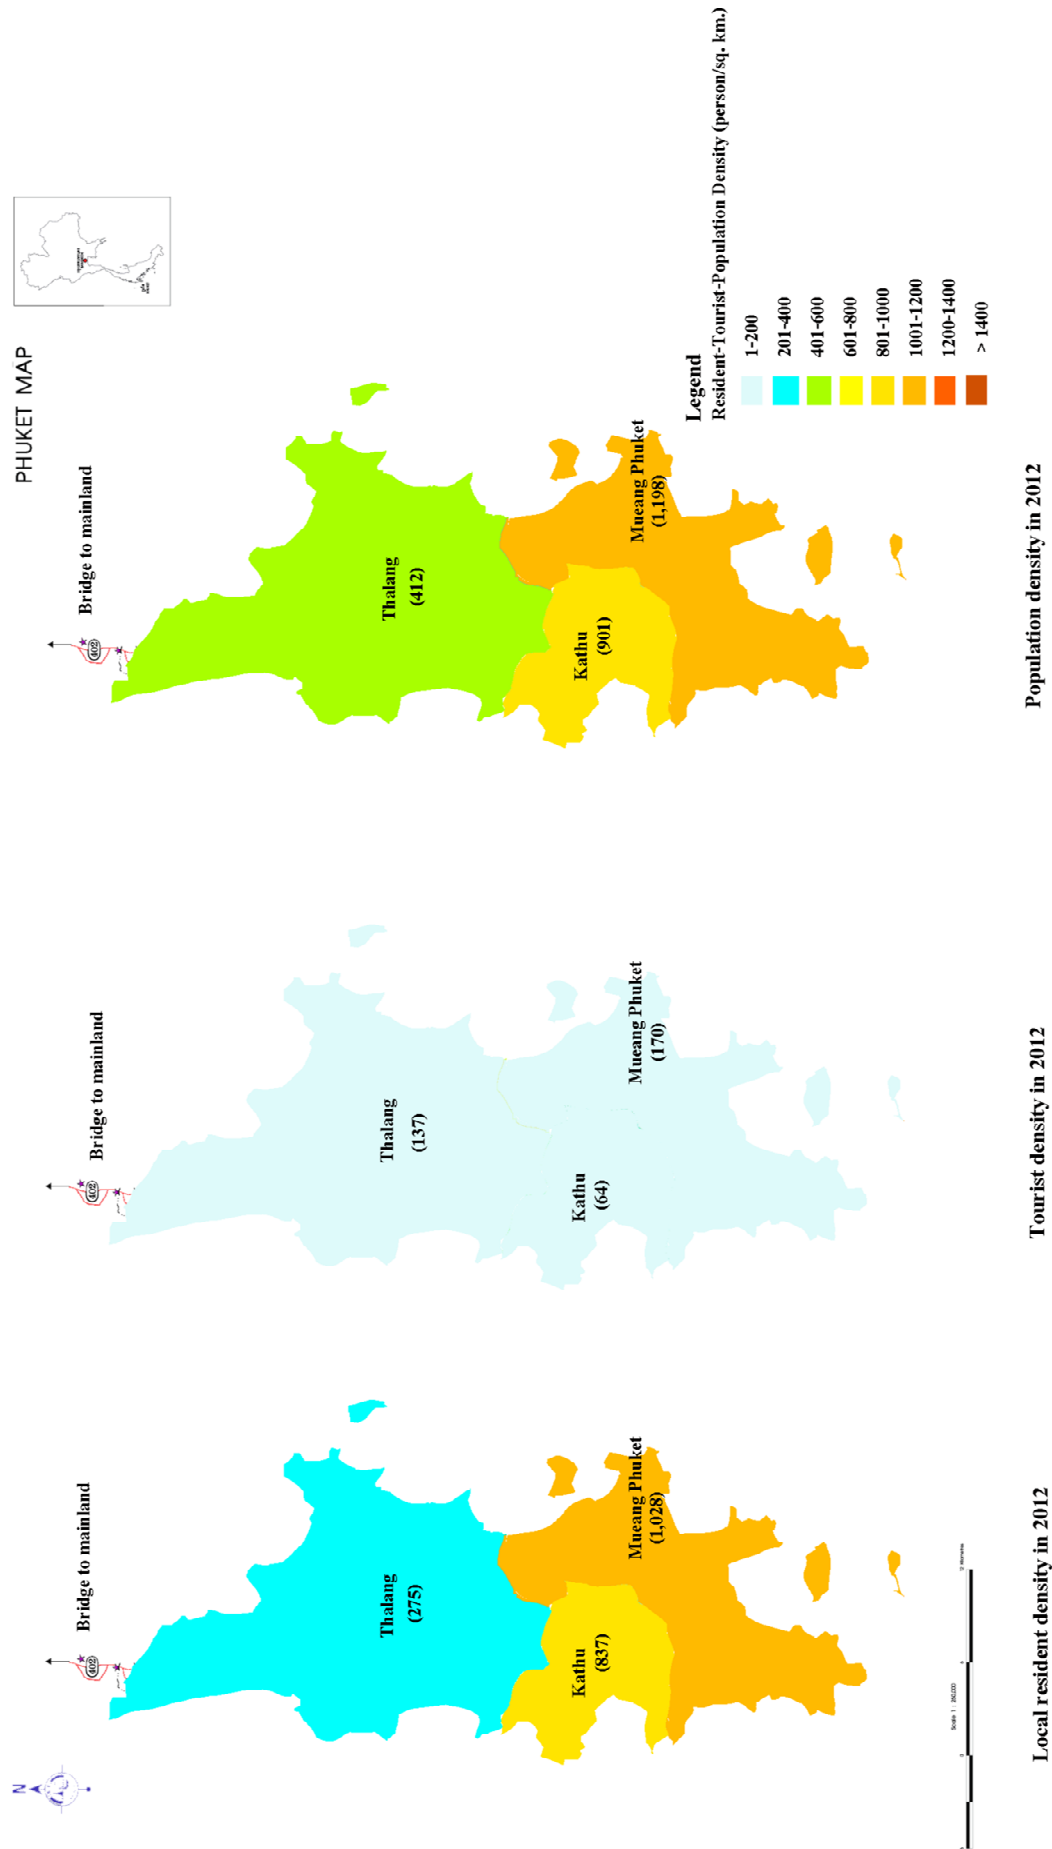 PHUKET MAP
N
Bridge to mainland
402
Thalang
(275)
Kathu
(837)
Mueang Phuket
(1,028)
Local resident density in 2012
Bridge to mainland
402
Thalang
(137)
Kathu
(64)
Mueang Phuket
(170)
Tourist density in 2012
Bridge to mainland
402
Thalang
(412)
Kathu
(901)
Mueang Phuket
(1,198)
Population density in 2012
Legend
Resident-Tourist-Population Density (person/sq. km.)
1-200
201-400
401-600
601-800
801-1000
1001-1200
1200-1400
> 1400